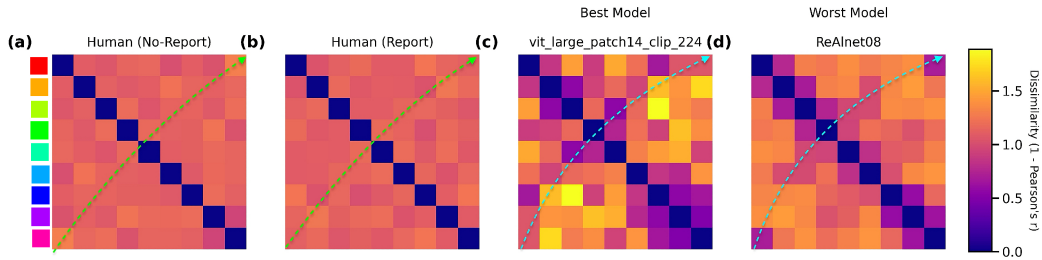 Best Model
Worst Model
(a) Human (No-Report)
(b) Human (Report)
(c) vit_large_patch14_clip_224
(d) ReAlnet08
1.5
1.0
0.5
0.0
Dissimilarity (1 - Pearson's r)